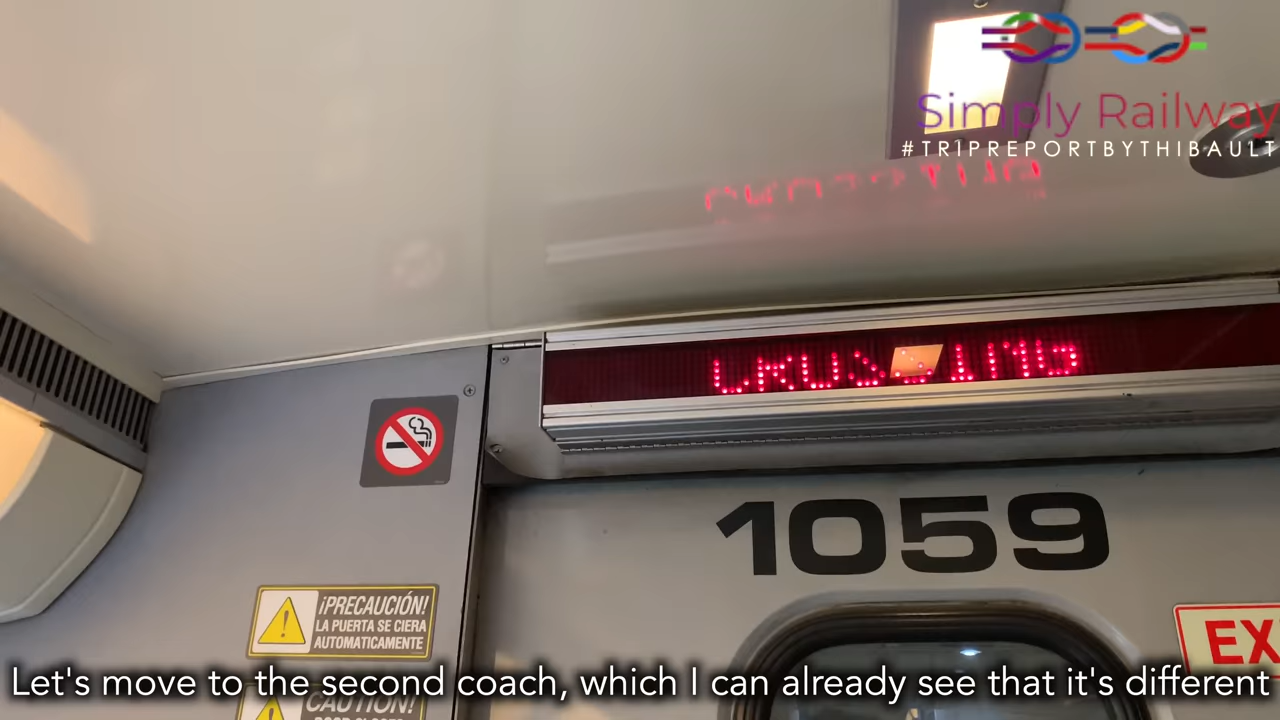 Simply Railway
#TRIPREPORTBYTHIBAULT
1059
¡PRECAUCIÓN!
LA PUERTA SE CIERA
AUTOMATICAMENTE
EX
CAUTION!
Let's move to the second coach, which I can already see that it's different